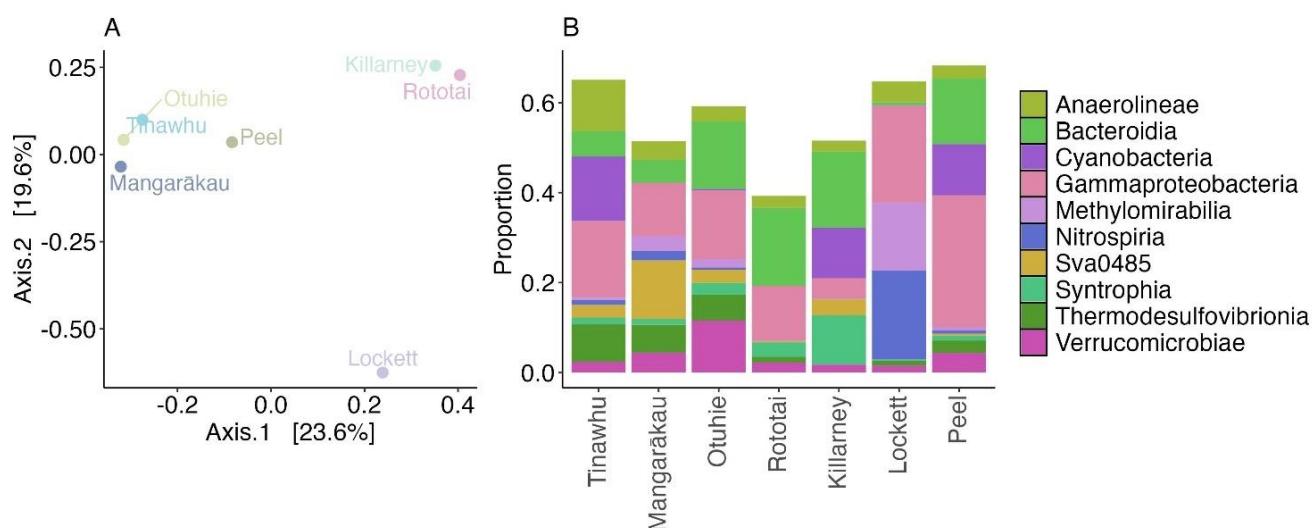 A
0.25
0.00
-0.25
-0.50
Axis.2 [19.6%]
Killarney
Rototai
Otuhie
Tinawhu
Peel
Mangarākau
Lockett
-0.2
0.0
0.2
0.4
Axis.1 [23.6%]
B
0.6
0.4
0.2
0.0
Proportion
Tinawhu
Mangarākau
Otuhie
Rototai
Killarney
Lockett
Peel
Anaerolineae
Bacteroidia
Cyanobacteria
Gammaproteobacteria
Methylomirabilia
Nitrospiria
Sva0485
Syntrophia
Thermodesulfovibrionia
Verrucomicrobiae